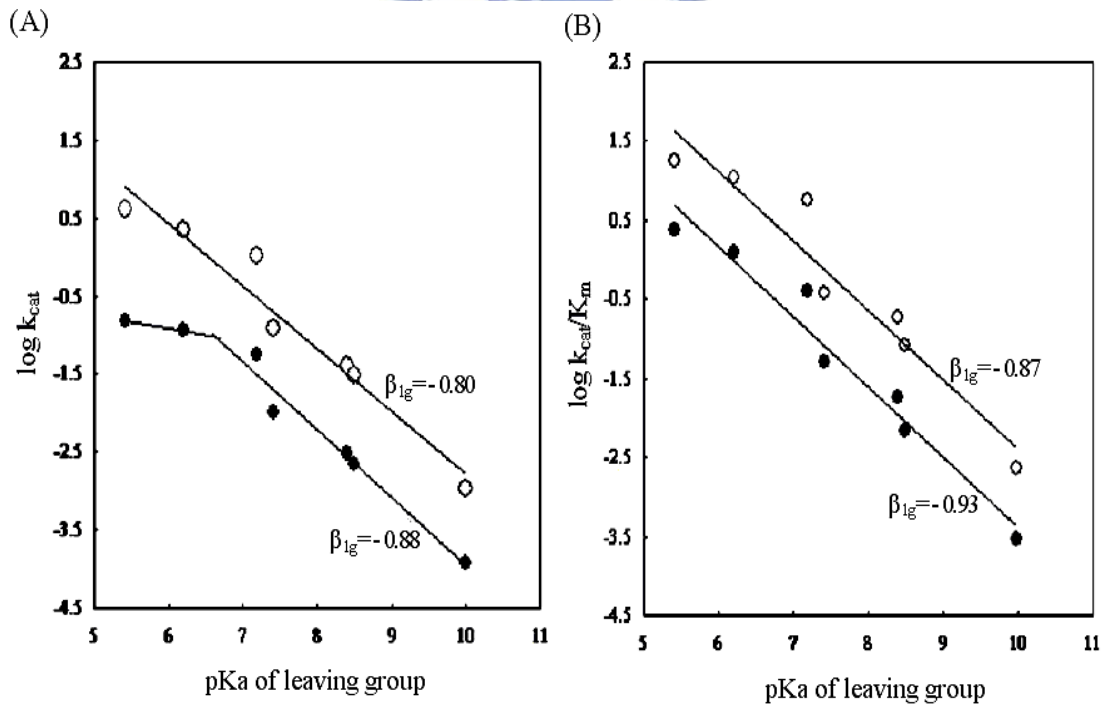 (A)
2.5
1.5
0.5
-0.5
-1.5
-2.5
-3.5
-4.5
log kcat
β1g=-0.80
β1g=-0.88
5 6 7 8 9 10 11
pKa of leaving group
(B)
2.5
1.5
0.5
-0.5
-1.5
-2.5
-3.5
-4.5
log kcat/Km
β1g=-0.87
β1g=-0.93
5 6 7 8 9 10 11
pKa of leaving group